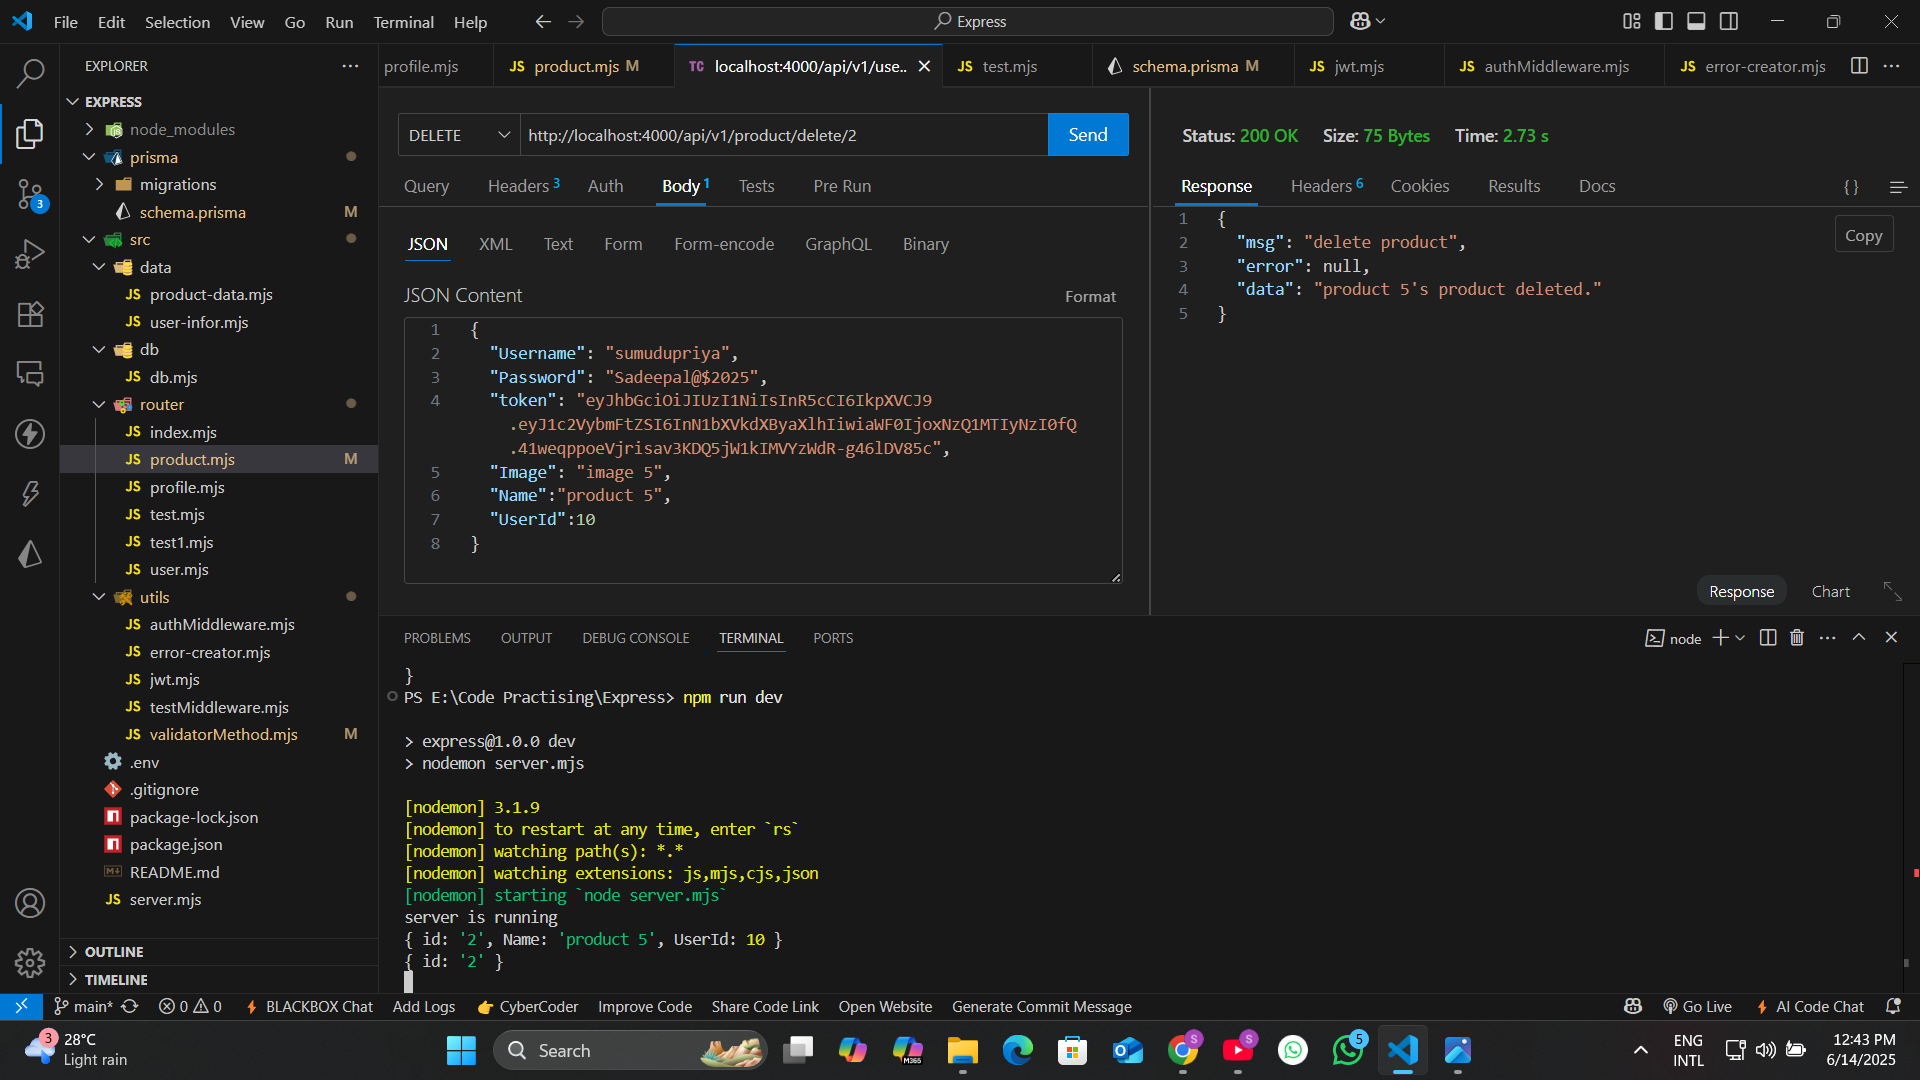 File Edit Selection View Go Run Terminal Help
Express
EXPLORER
EXPRESS
node_modules
prisma
migrations
schema.prisma M
src
data
JS product-data.mjs
JS user-infor.mjs
db
JS db.mjs
router
JS index.mjs
JS product.mjs M
JS profile.mjs
JS test.mjs
JS test1.mjs
JS user.mjs
utils
JS authMiddleware.mjs
JS error-creator.mjs
JS jwt.mjs
JS testMiddleware.mjs
JS validatorMethod.mjs M
.env
.gitignore
package-lock.json
package.json
README.md
JS server.mjs
OUTLINE
TIMELINE
3
profile.mjs JS product.mjs M TC localhost:4000/api/v1/use.. JS test.mjs schema.prisma M JS jwt.mjs JS authMiddleware.mjs JS error-creator.mjs
DELETE http://localhost:4000/api/v1/product/delete/2 Send
Query Headers 3 Auth Body 1 Tests Pre Run
JSON XML Text Form Form-encode GraphQL Binary
JSON Content Format
1 {
2 "Username": "sumudupriya",
3 "Password": "Sadeepal@$2025",
4 "token": "eyJhbGciOiJIUzI1NiIsInR5cCI6IkpXVCJ9
.eyJ1c2VybmFtZSI6InN1bXVkdXByaXlhIiwiaWF0IjoxNzQ1MTIyNzI0fQ
.41weqppoeVjrisav3KDQ5jW1kIMVYzWdR-g46lDV85c",
5 "Image": "image 5",
6 "Name":"product 5",
7 "UserId":10
8 }
Status: 200 OK Size: 75 Bytes Time: 2.73 s
Response Headers 6 Cookies Results Docs { }
1 {
2 "msg": "delete product",
3 "error": null,
4 "data": "product 5's product deleted."
5 }
Copy
Response Chart
PROBLEMS OUTPUT DEBUG CONSOLE TERMINAL PORTS
node
}
PS E:\Code Practising\Express> npm run dev
> express@1.0.0 dev
> nodemon server.mjs
[nodemon] 3.1.9
[nodemon] to restart at any time, enter `rs`
[nodemon] watching path(s): *.*
[nodemon] watching extensions: js,mjs,cjs,json
[nodemon] starting `node server.mjs`
server is running
{ id: '2', Name: 'product 5', UserId: 10 }
{ id: '2' }
main* 0 0 BLACKBOX Chat Add Logs CyberCoder Improve Code Share Code Link Open Website Generate Commit Message Go Live AI Code Chat
3 28°C
Light rain
Search
M365
S
S
5
ENG
INTL
12:43 PM
6/14/2025